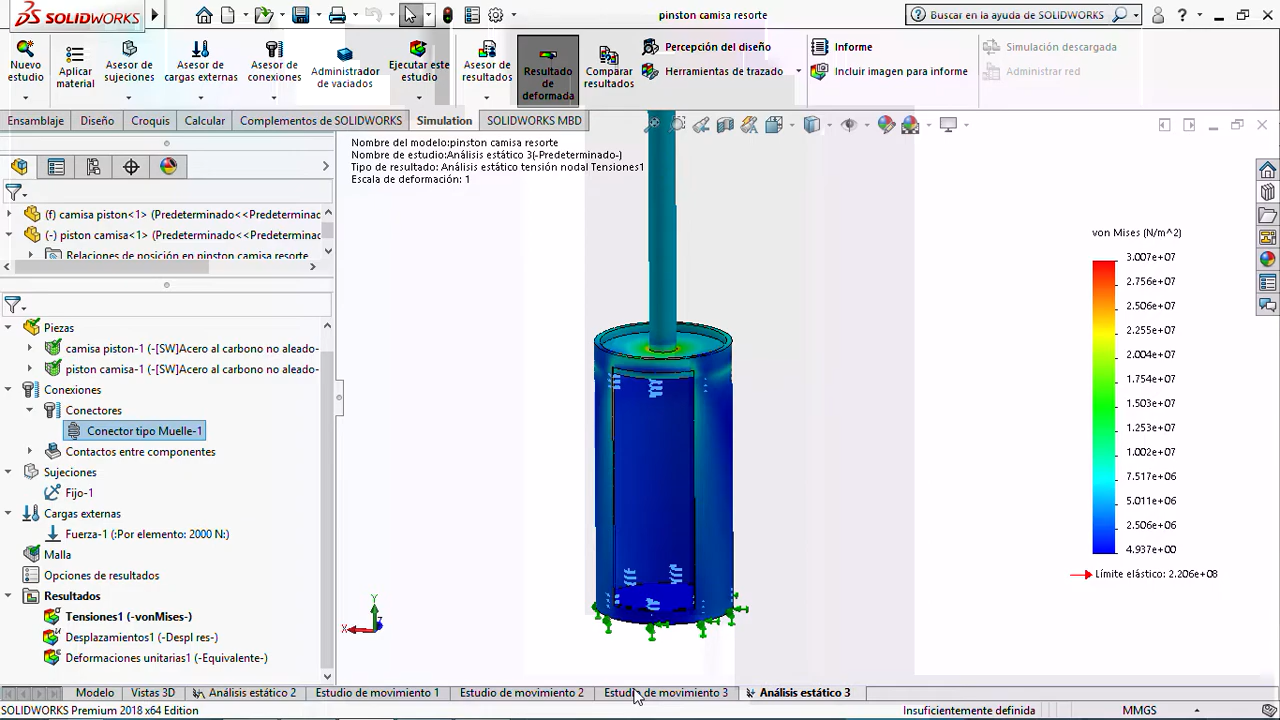 SOLIDWORKS
pinston camisa resorte
Buscar en la ayuda de SOLIDWORKS
Nuevo estudio
Aplicar material
Asesor de sujeciones
Asesor de cargas externas
Asesor de conexio
Administrador de vaciados
Ejecutar este estudio
Asesor de resultados
Resultado de deformada
Comparar resultados
Percepción del diseño
Herramientas de trazado
Informe
Incluir imagen para informe
Simulación descargada
Administrar red
Ensamblaje
Diseño
Croquis
Calcular
Complementos de SOLIDWORKS
Simulation
SOLIDWORKS MBD
Nombre del modelo:pinston camisa resorte
Nombre de estudio:Análisis estático 3(-Predeterminado-)
Tipo de resultado: Análisis estático tensión nodal Tensiones1
Escala de deformación: 1
(f) camisa piston<1> (Predeterminado<<Predeterminac
(-) piston camisa<1> (Predeterminado<<Predeterminac
Relaciones de posición en pinston camisa resorte
Piezas
camisa piston-1 (-[SW]Acero al carbono no aleado-
piston camisa-1 (-[SW]Acero al carbono no aleado-
Conexiones
Conectores
Conector tipo Muelle-1
Contactos entre componentes
Sujeciones
Fijo-1
Cargas externas
Fuerza-1 (:Por elemento: 2000 N:)
Malla
Opciones de resultados
Resultados
Tensiones1 (-vonMises-)
Desplazamientos1 (-Despl res-)
Deformaciones unitarias1 (-Equivalente-)
von Mises (N/m^2)
3.007e+07
2.756e+07
2.506e+07
2.255e+07
2.005e+07
1.754e+07
1.503e+07
1.253e+07
1.002e+07
7.517e+06
5.011e+06
2.506e+06
4.937e+00
Límite elástico: 2.206e+08
Y
X
Modelo
Vistas 3D
Análisis estático 2
Estudio de movimiento 1
Estudio de movimiento 2
Estudio de movimiento 3
Análisis estático 3
SOLIDWORKS Premium 2018 x64 Edition
Insuficientemente definida
MMGS